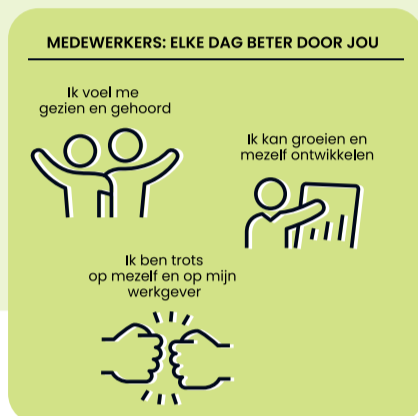 MEDEWERKERS: ELKE DAG BETER DOOR JOU
Ik voel me
gezien en gehoord
Ik kan groeien en
mezelf ontwikkelen
Ik ben trots
op mezelf en op mijn
werkgever